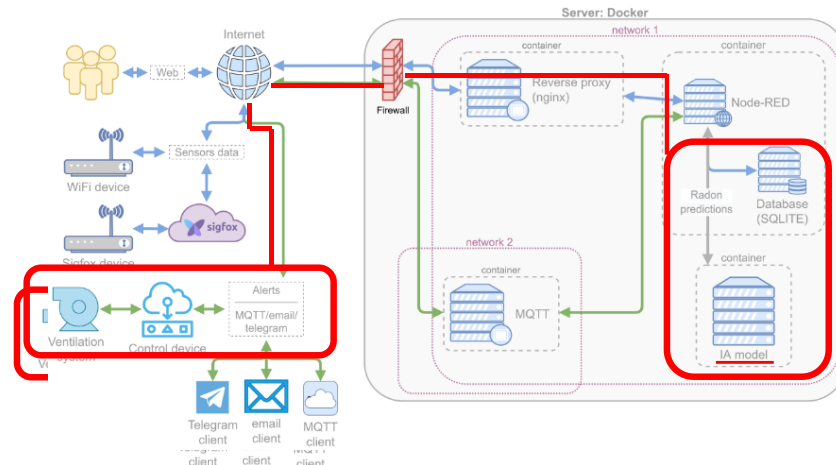 Server: Docker
Internet
network 1
container
container
Web
Reverse proxy
(nginx)
Node-RED
Firewall
Sensors data
WiFi device
Radon
predictions
Database
(SQLITE)
sigfox
Sigfox device
network 2
container
container
Alerts
MQTT/email/
telegram
MQTT
Ventilation
system
Control device
IA model
Telegram
client
email
client
MQTT
client
client
client
client